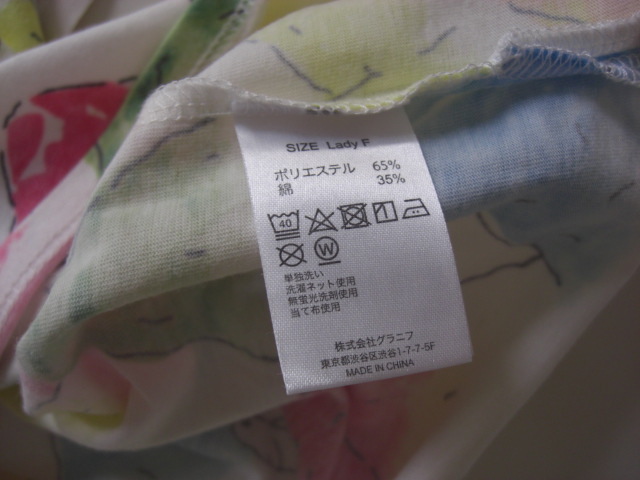 SIZE Lady F
ポリエステル 65%
綿 35%
40
W
単独洗い
洗濯ネット使用
無蛍光洗剤使用
当て布使用
株式会社グラニフ
東京都渋谷区渋谷1-7-7-5F
MADE IN CHINA